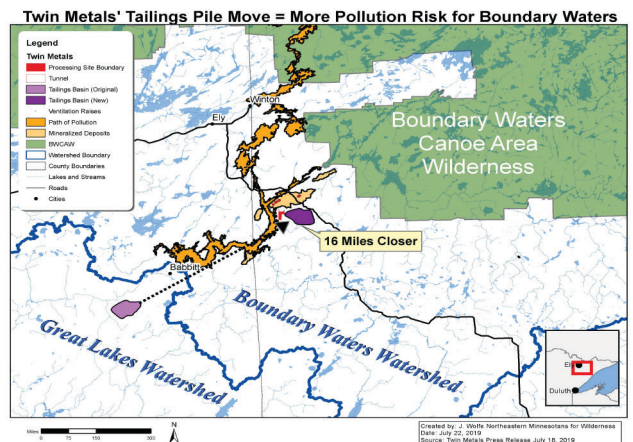 Twin Metals' Tailings Pile Move = More Pollution Risk for Boundary Waters
Legend
Twin Metals
Processing Site Boundary
Tunnel
Tailings Basin (Original)
Tailings Basin (New)
Ventilation Raises
Path of Pollution
Mineralized Deposits
BWCAW
Watershed Boundary
County Boundaries
Lakes and Streams
Roads
Cities
Winton
Ely
Boundary Waters
Canoe Area
Wilderness
16 Miles Closer
Babbitt
Great Lakes Watershed
Boundary Waters Watershed
Ely
Duluth
Miles
0 75 150 300
N
Created by: J. Wolfe Northeastern Minnesotans for Wilderness
Date: July 22, 2019
Source: Twin Metals Press Release July 18, 2019